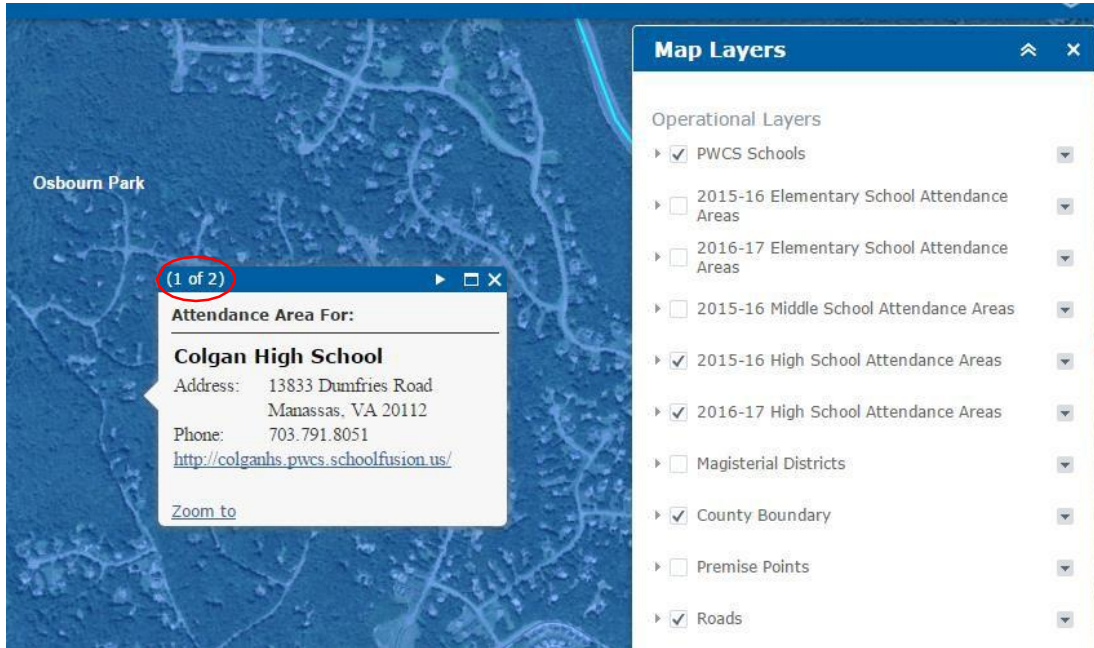 Osbourn Park
(1 of 2)
Attendance Area For:
Colgan High School
Address: 13833 Dumfries Road
Manassas, VA 20112
Phone: 703.791.8051
http://colganhs.pwcs.schoolfusion.us/
Zoom to
Map Layers
Operational Layers
PWCS Schools
2015-16 Elementary School Attendance
Areas
2016-17 Elementary School Attendance
Areas
2015-16 Middle School Attendance Areas
2015-16 High School Attendance Areas
2016-17 High School Attendance Areas
Magisterial Districts
County Boundary
Premise Points
Roads